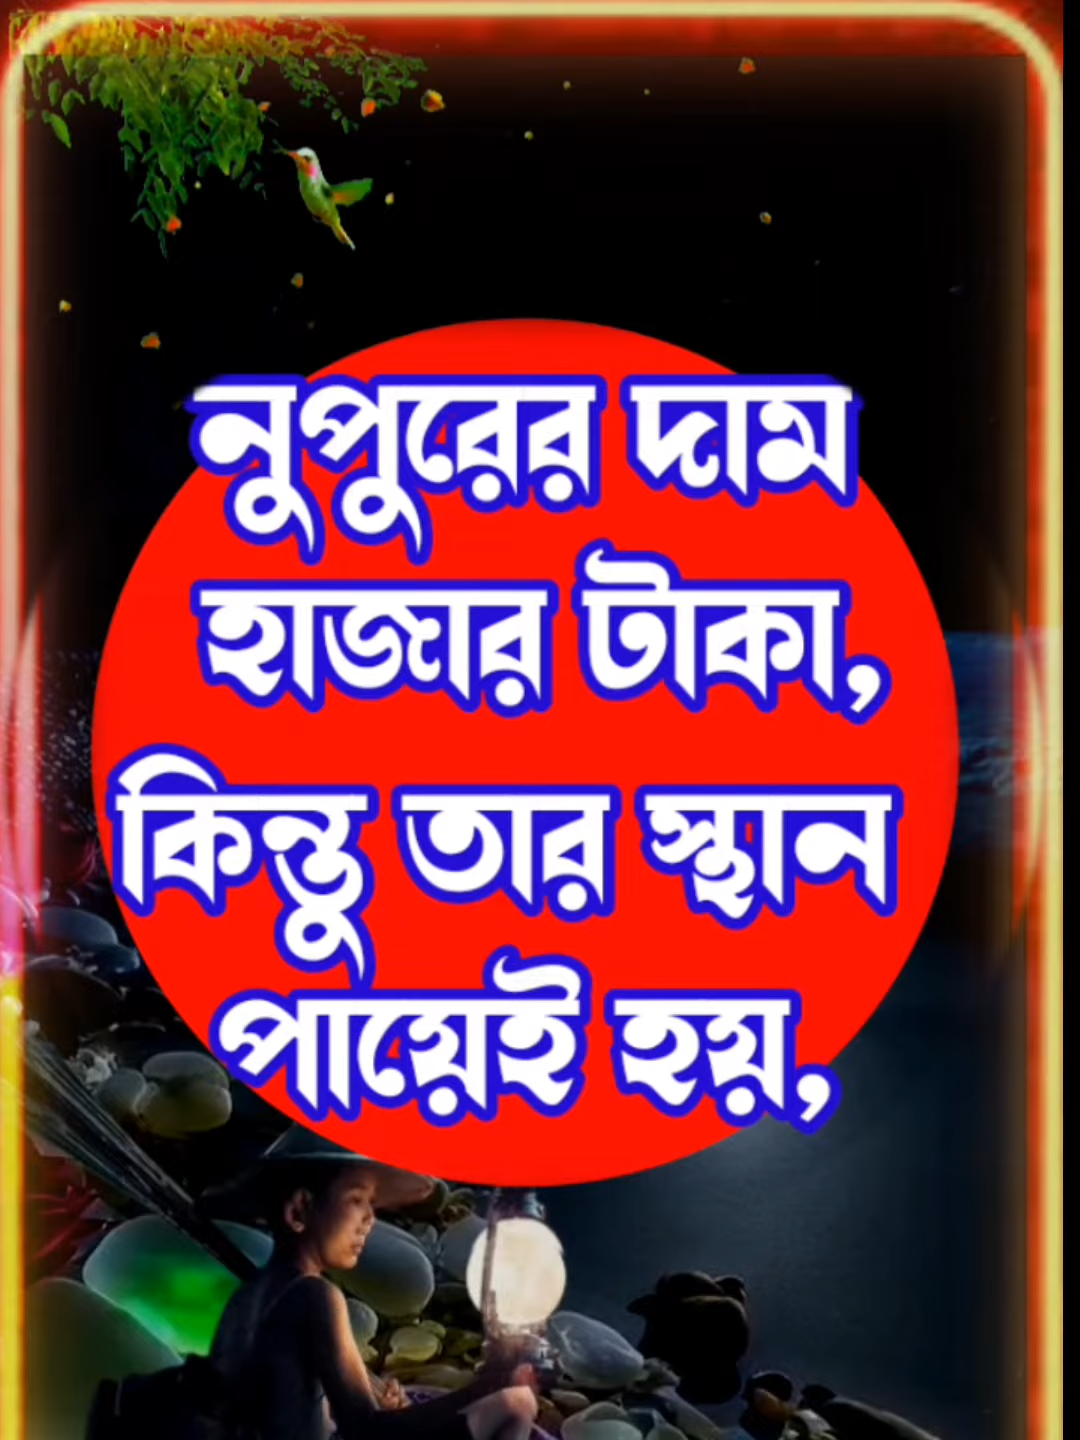 নুপুরের দাম
হাজার টাকা,
কিন্তু তার স্থান
পায়েই হয়,